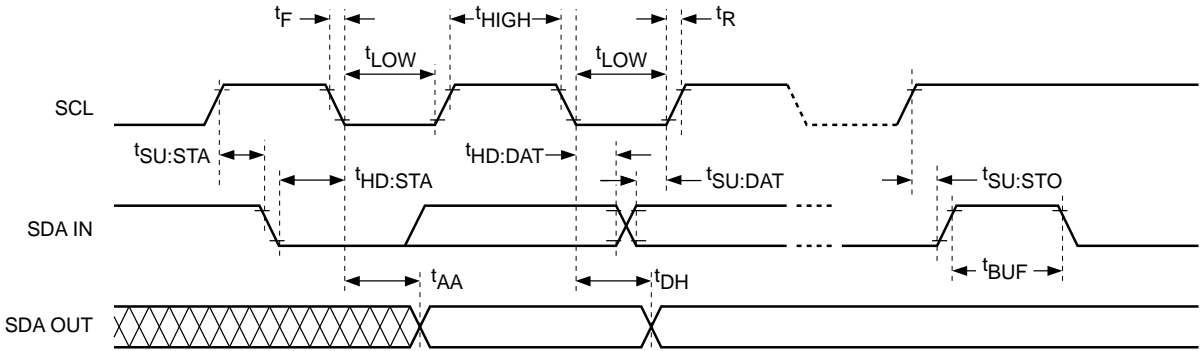 tF
tHIGH
tR
tLOW
tLOW
SCL
tSU:STA
tHD:DAT
tHD:STA
tSU:DAT
tSU:STO
SDA IN
tAA
tDH
tBUF
SDA OUT